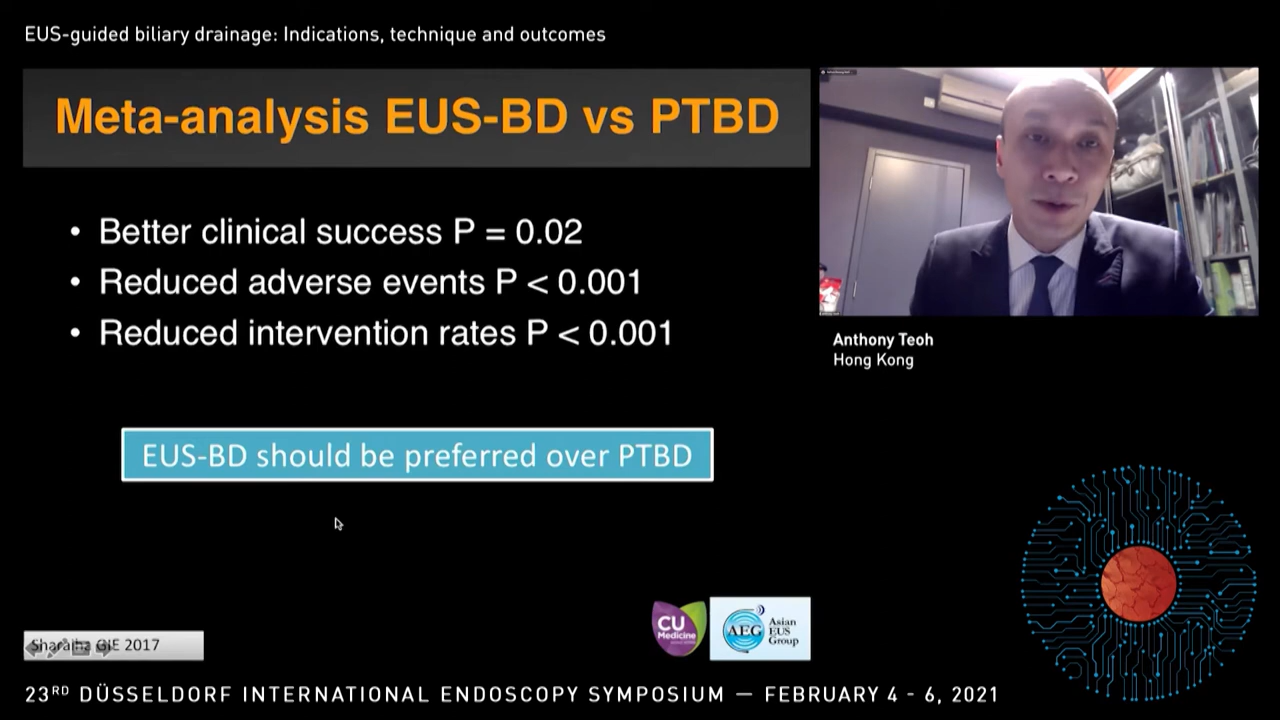 EUS-guided biliary drainage: Indications, technique and outcomes
Meta-analysis EUS-BD vs PTBD
• Better clinical success P = 0.02
• Reduced adverse events P < 0.001
• Reduced intervention rates P < 0.001
EUS-BD should be preferred over PTBD
Anthony Teoh
Hong Kong
CU
Medicine
AEG
Asian
EUS
Group
Sharaiha GIE 2017
23RD DÜSSELDORF INTERNATIONAL ENDOSCOPY SYMPOSIUM — FEBRUARY 4 - 6, 2021